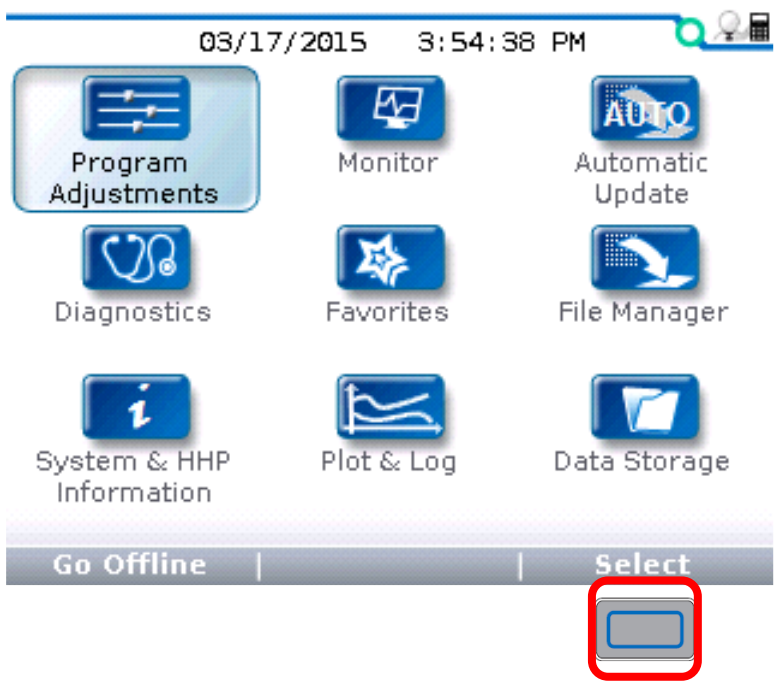 03/17/2015 3:54:38 PM
Program
Adjustments
Monitor
AUTO
Automatic
Update
Diagnostics
Favorites
File Manager
i
System & HHP
Information
Plot & Log
Data Storage
Go Offline | | Select